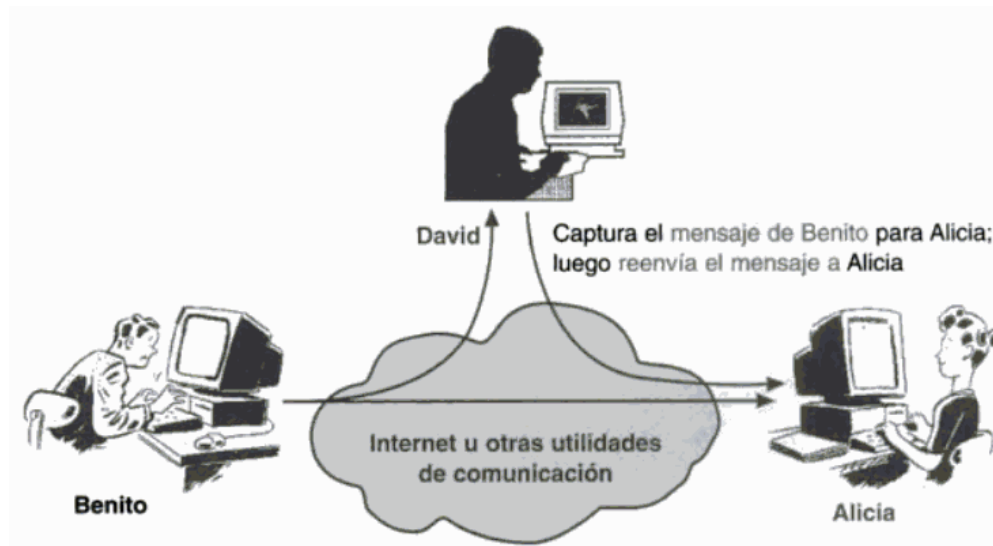 David
Captura el mensaje de Benito para Alicia;
luego reenvía el mensaje a Alicia
Internet u otras utilidades
de comunicación
Benito
Alicia